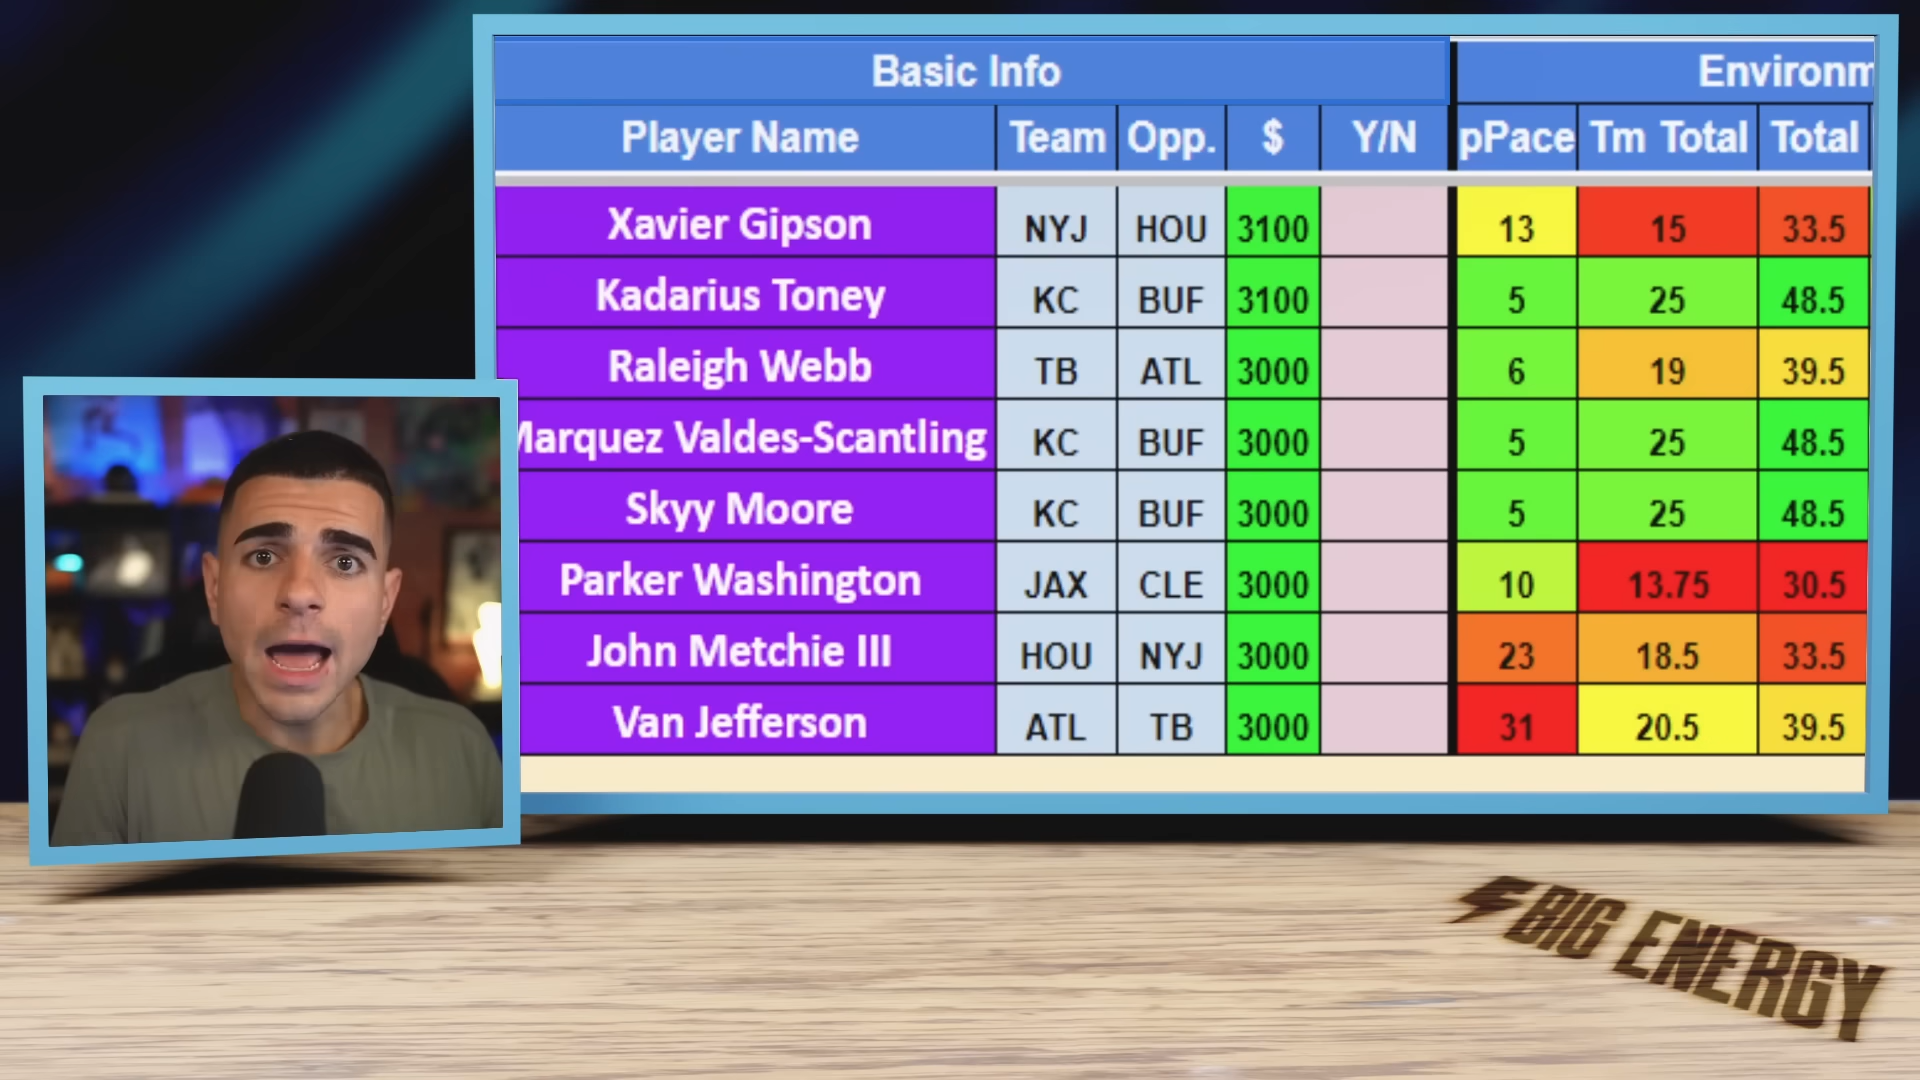 Basic Info Environm
Player Name Team Opp. $ Y/N pPace Tm Total Total
Xavier Gipson NYJ HOU 3100 13 15 33.5
Kadarius Toney KC BUF 3100 5 25 48.5
Raleigh Webb TB ATL 3000 6 19 39.5
Marquez Valdes-Scantling KC BUF 3000 5 25 48.5
Skyy Moore KC BUF 3000 5 25 48.5
Parker Washington JAX CLE 3000 10 13.75 30.5
John Metchie III HOU NYJ 3000 23 18.5 33.5
Van Jefferson ATL TB 3000 31 20.5 39.5
BIG ENERGY